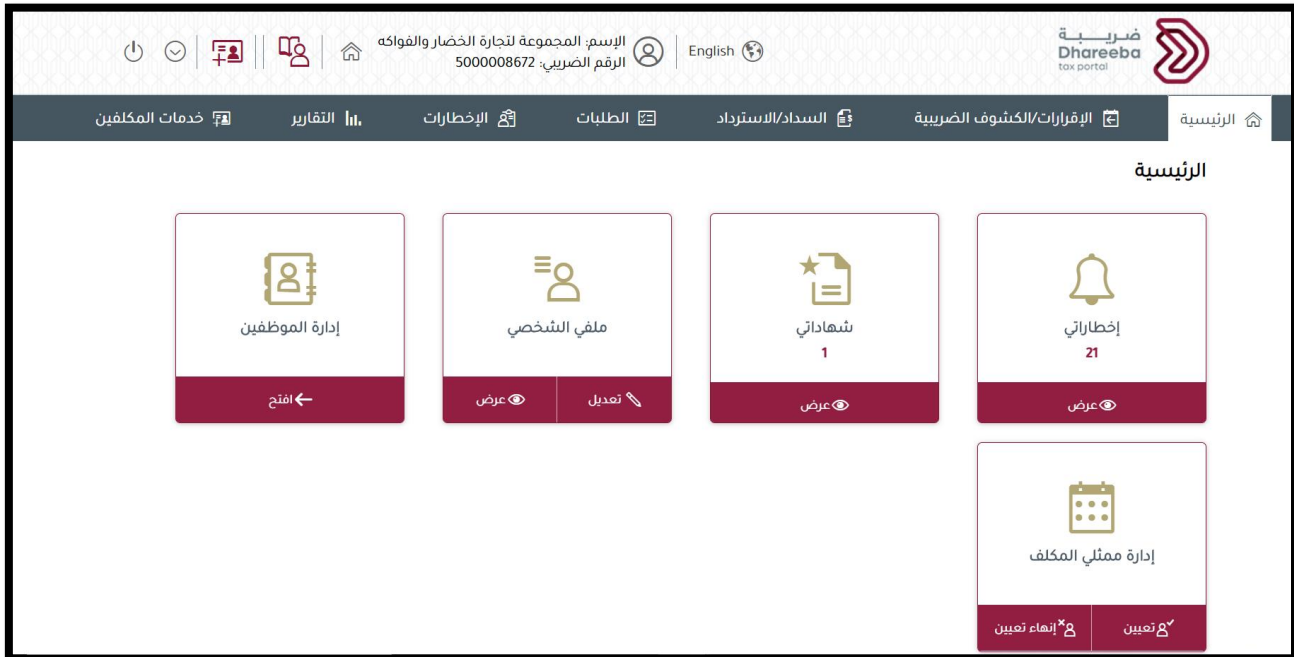 ضريبة
Dhareeba
tax portal
English
الإسم: المجموعة لتجارة الخضار والفواكه
الرقم الضريبي: 5000008672
الرئيسية
الإقرارات/الكشوف الضريبية
السداد/الاسترداد
الطلبات
الإخطارات
التقارير
خدمات المكلفين
الرئيسية
إخطاراتي
21
عرض
شهاداتي
1
عرض
ملفي الشخصي
تعديل
عرض
إدارة الموظفين
افتح
إدارة ممثلي المكلف
تعيين
إنهاء تعيين